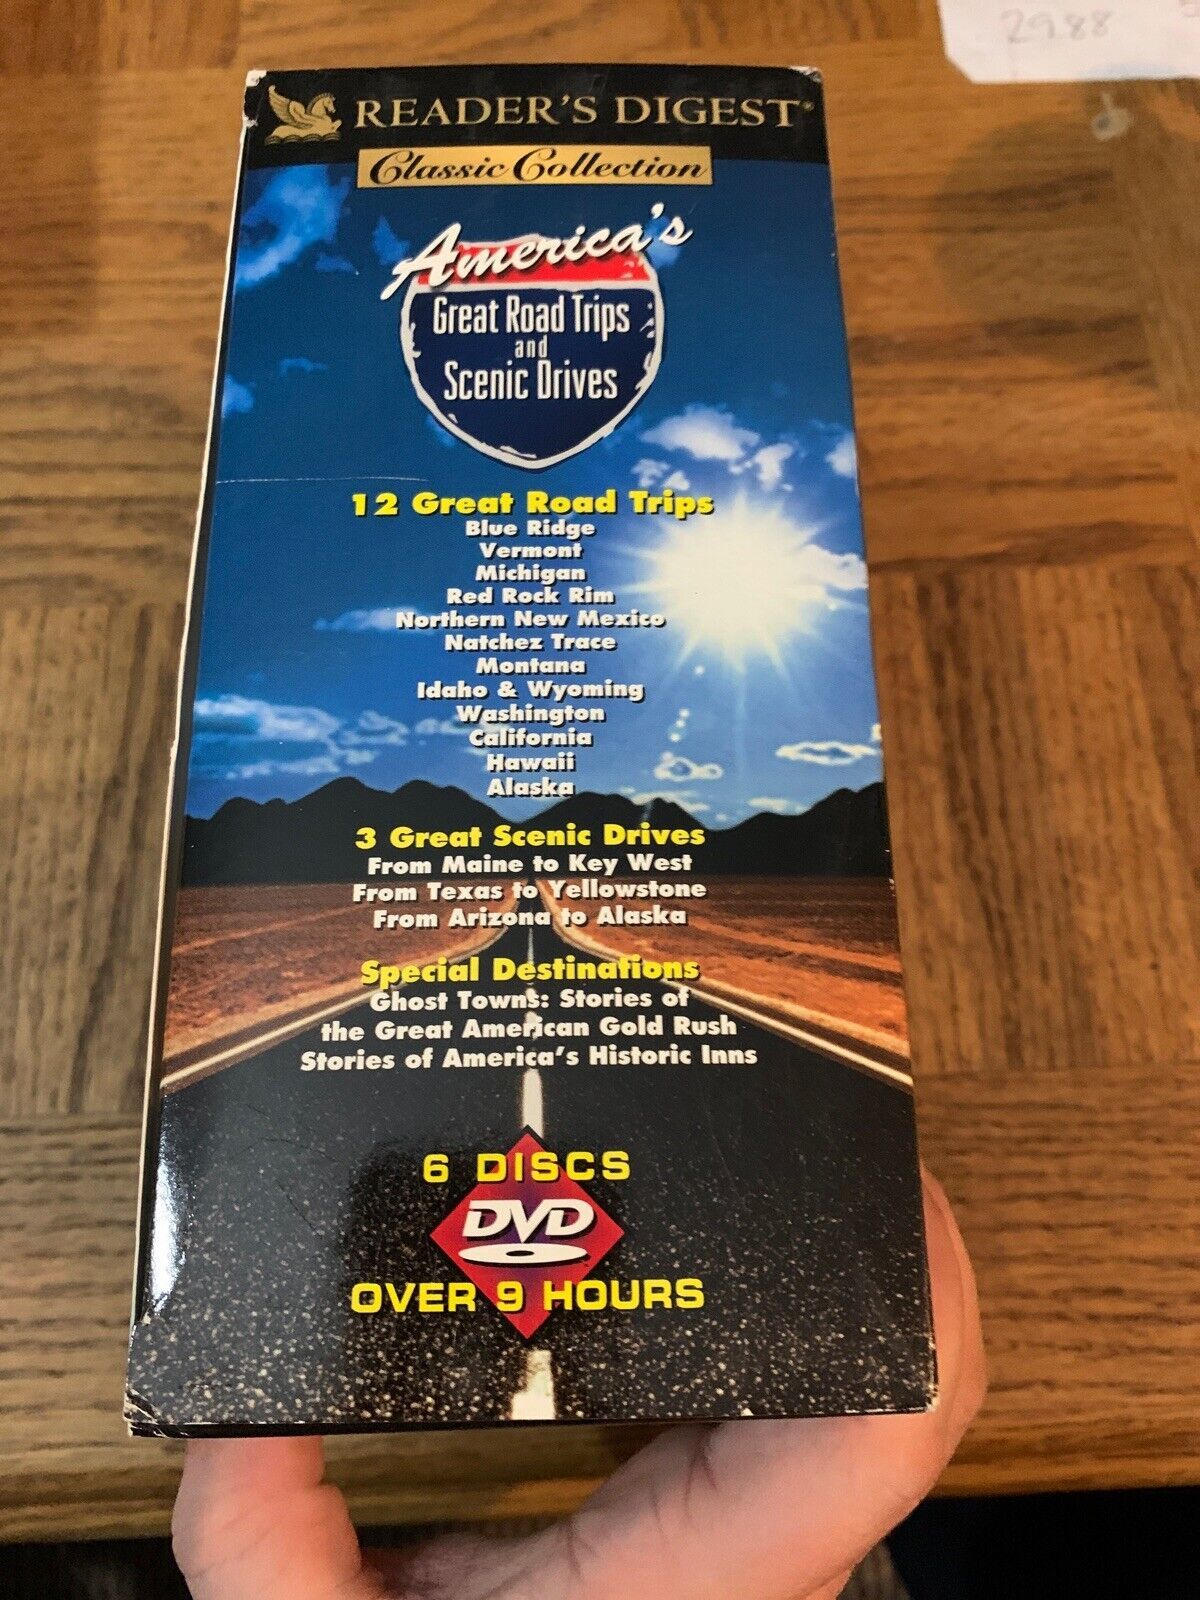 29.88
READER'S DIGEST®
Classic Collection
America's
Great Road Trips
and
Scenic Drives
12 Great Road Trips
Blue Ridge
Vermont
Michigan
Red Rock Rim
Northern New Mexico
Natchez Trace
Montana
Idaho & Wyoming
Washington
California
Hawaii
Alaska
3 Great Scenic Drives
From Maine to Key West
From Texas to Yellowstone
From Arizona to Alaska
Special Destinations
Ghost Towns: Stories of
the Great American Gold Rush
Stories of America's Historic Inns
6 DISCS
DVD
OVER 9 HOURS